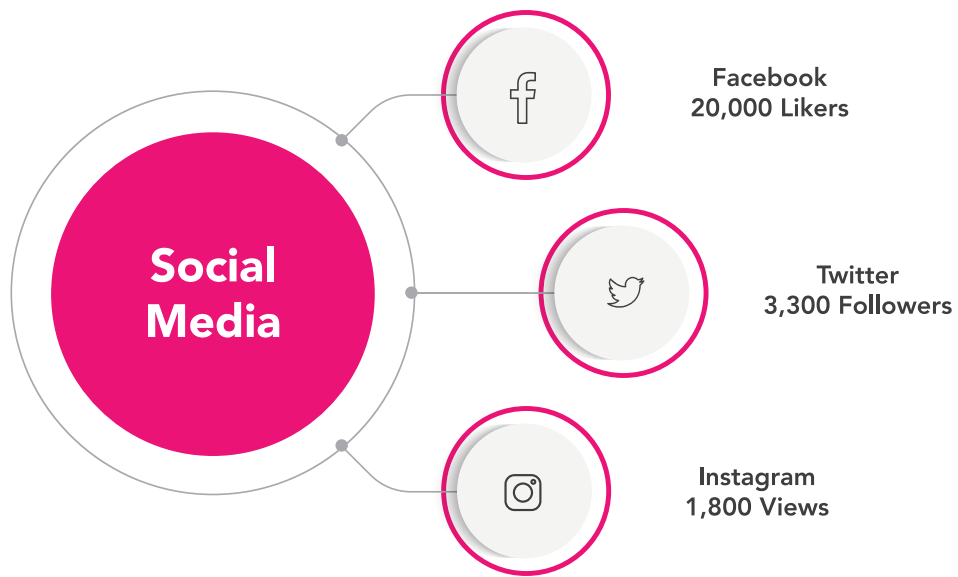 Social
Media
Facebook
20,000 Likers
Twitter
3,300 Followers
Instagram
1,800 Views